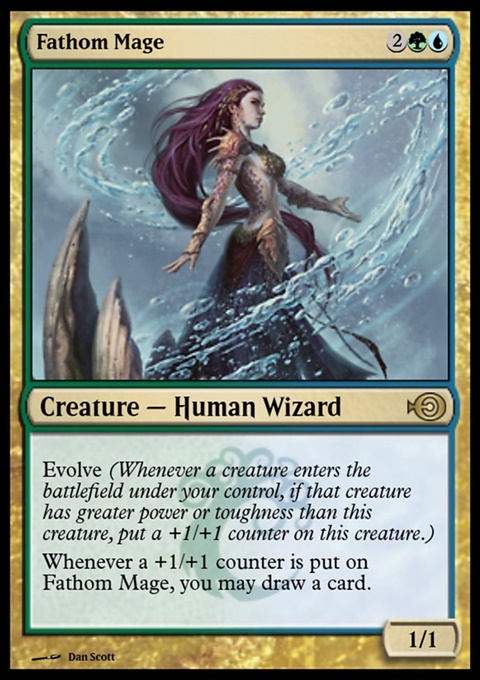 Fathom Mage 2
Creature — Human Wizard
Evolve (Whenever a creature enters the
battlefield under your control, if that creature
has greater power or toughness than this
creature, put a +1/+1 counter on this creature.)
Whenever a +1/+1 counter is put on
Fathom Mage, you may draw a card.
1/1
Dan Scott